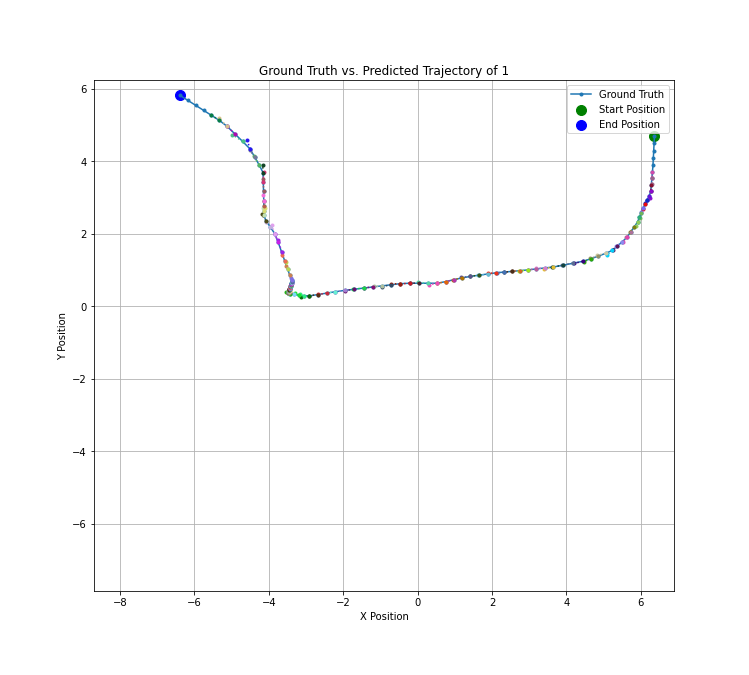 Ground Truth vs. Predicted Trajectory of 1
Ground Truth
Start Position
End Position
6
4
2
0
−2
−4
−6
Y Position
−8 −6 −4 −2 0 2 4 6
X Position